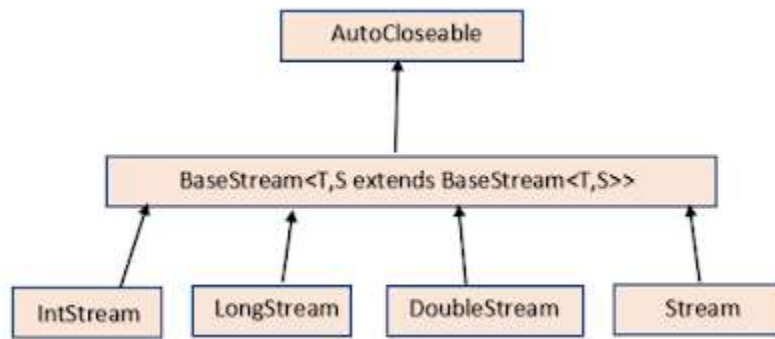 AutoCloseable
BaseStream<T,S extends BaseStream<T,S>>
IntStream
LongStream
DoubleStream
Stream